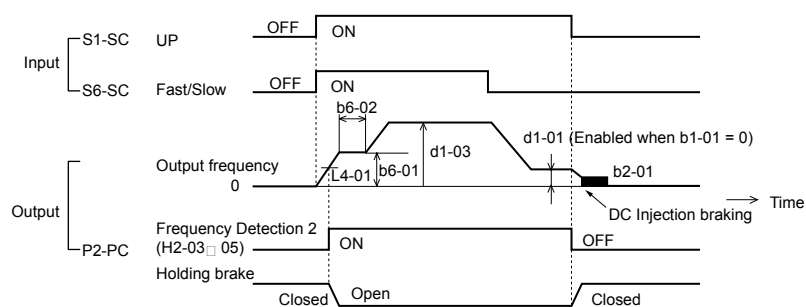 S1-SC UP OFF ON
Input
S6-SC Fast/Slow OFF ON
b6-02
d1-01 (Enabled when b1-01 = 0)
d1-03
Output frequency
L4-01 b6-01 b2-01
0
Time
Output
DC Injection braking
Frequency Detection 2
(H2-03□ 05) ON OFF
P2-PC
Holding brake
Closed Open Closed